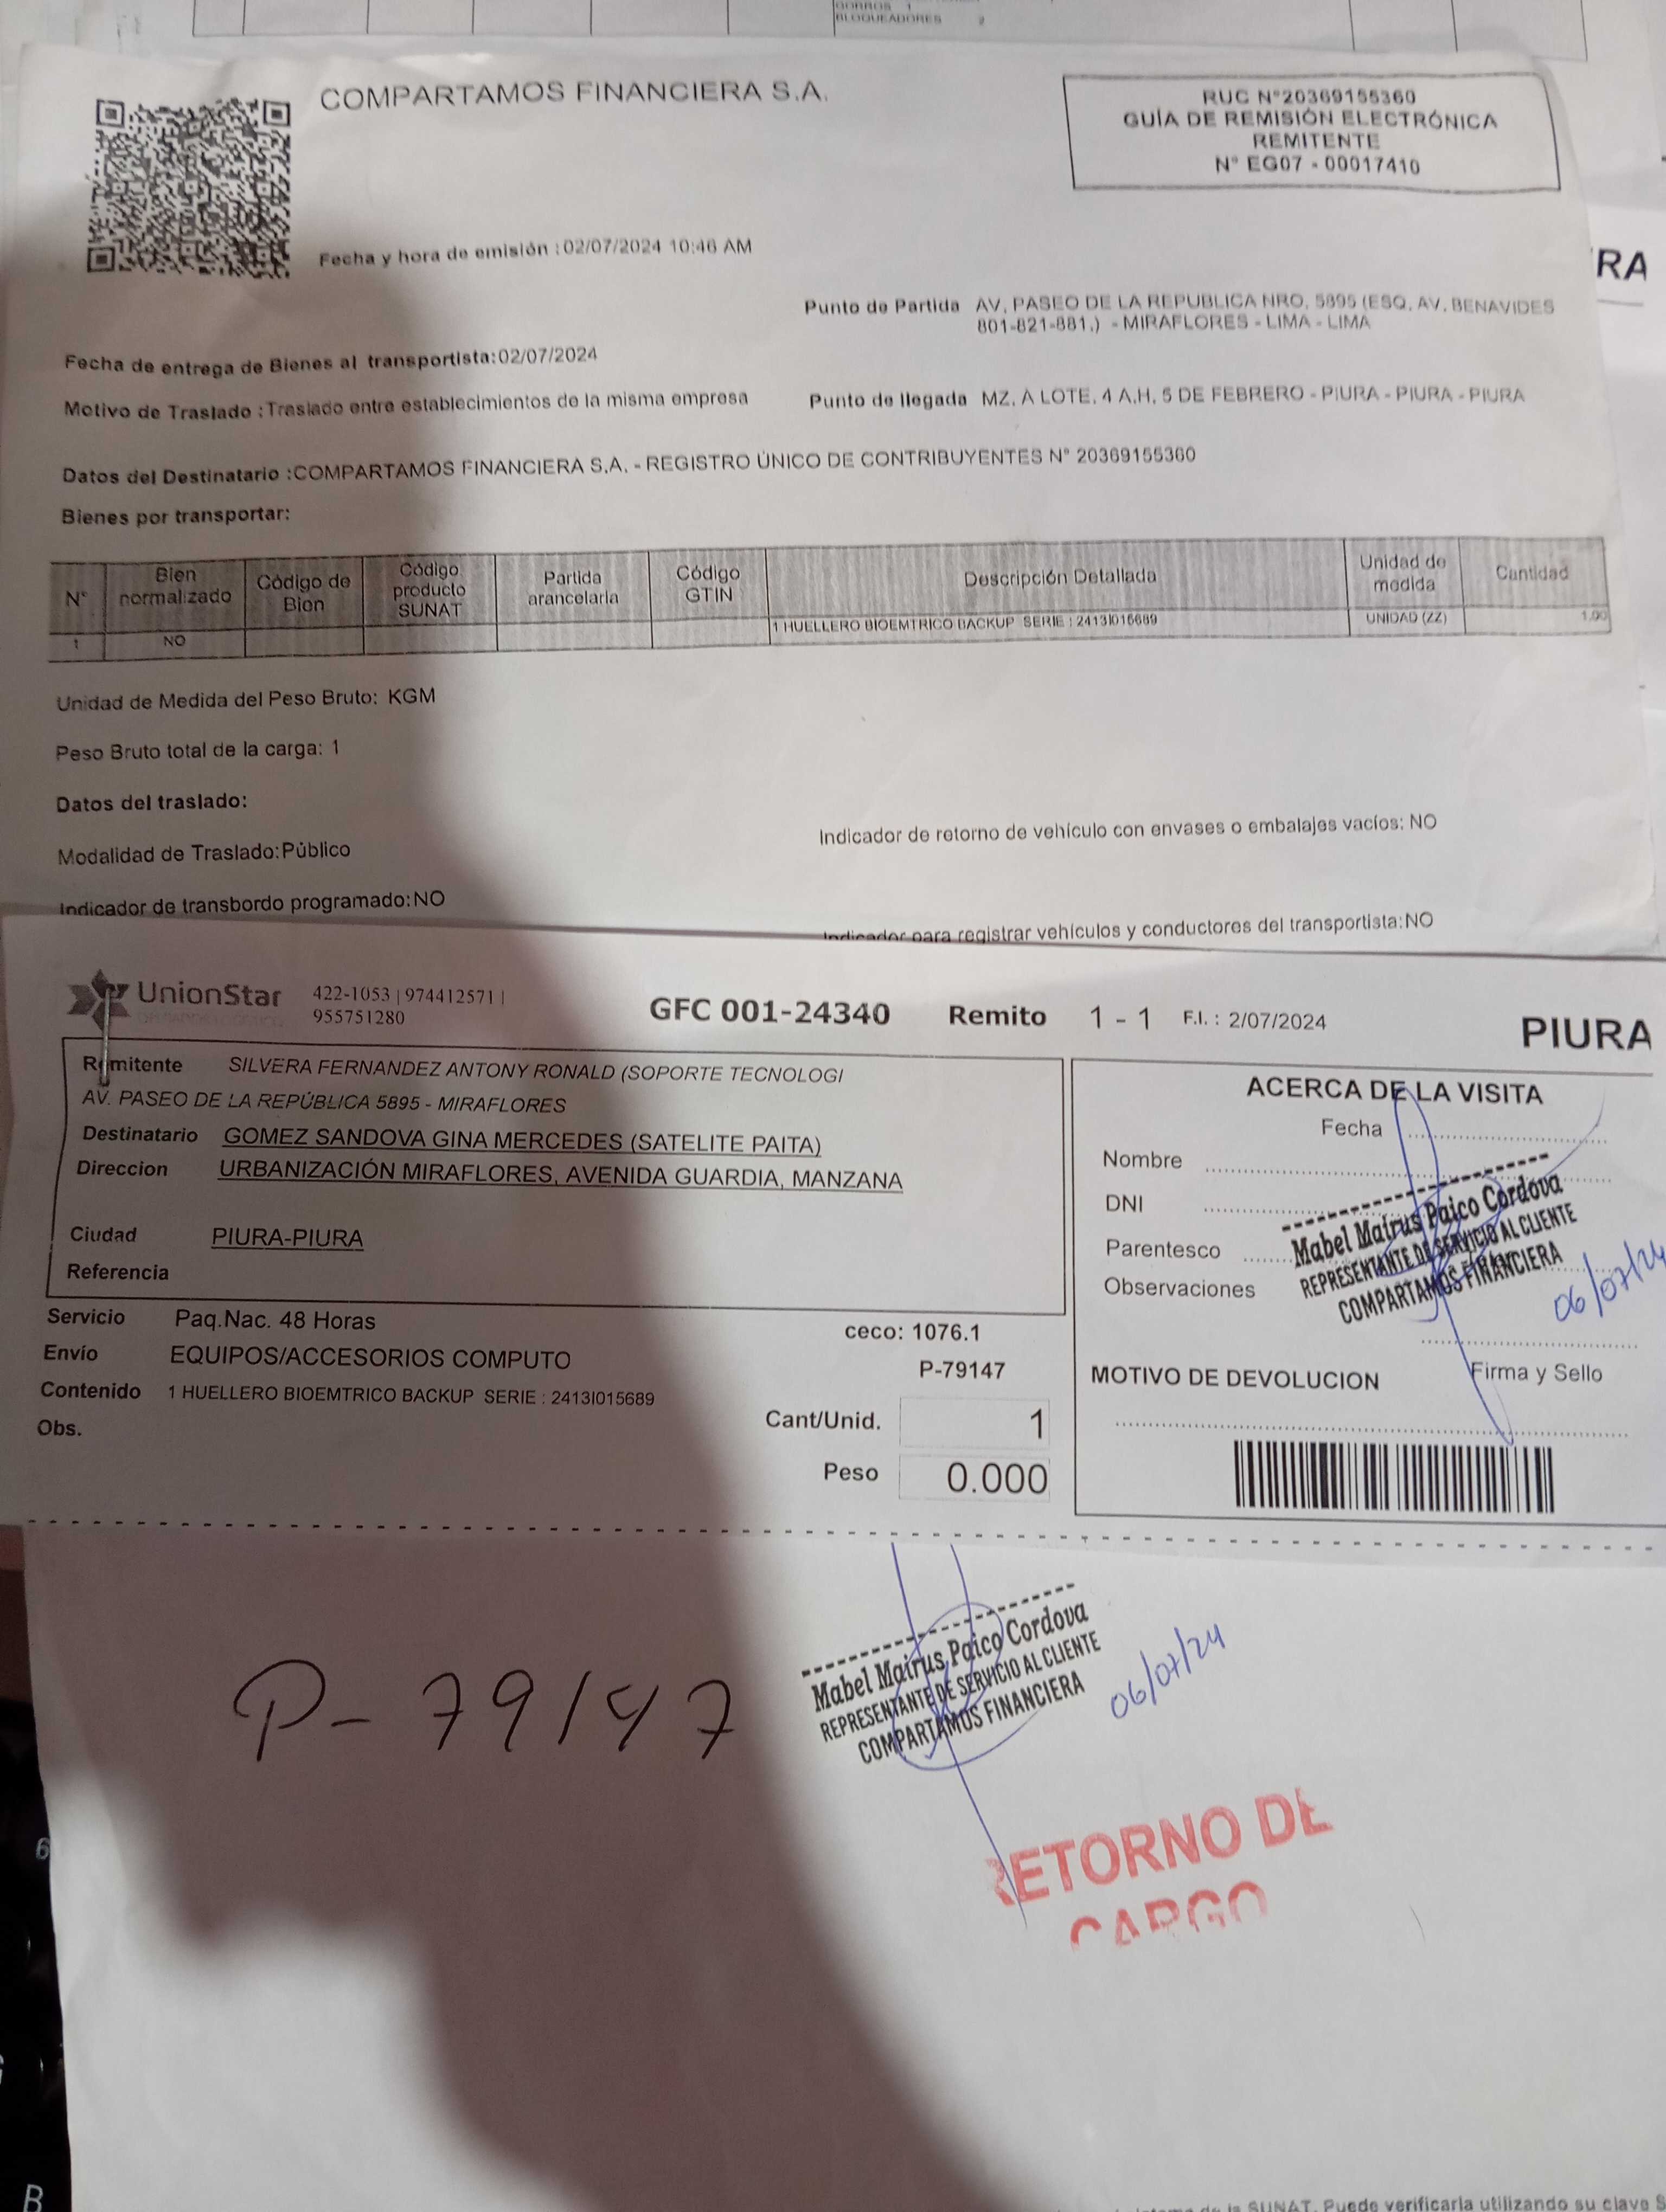 BLOQUEADORES 2
COMPARTAMOS FINANCIERA S.A.
RUC N°20369155360
GUÍA DE REMISIÓN ELECTRÓNICA
REMITENTE
N° EG07 - 00017410
RA
Fecha y hora de emisión :02/07/2024 10:46 AM
Punto de Partida AV. PASEO DE LA REPUBLICA NRO. 5895 (ESQ. AV. BENAVIDES
801-821-881.) - MIRAFLORES - LIMA - LIMA
Fecha de entrega de Bienes al transportista:02/07/2024
Motivo de Traslado :Traslado entre establecimientos de la misma empresa
Punto de llegada MZ. A LOTE. 4 A.H. 5 DE FEBRERO - PIURA - PIURA - PIURA
Datos del Destinatario :COMPARTAMOS FINANCIERA S.A. - REGISTRO ÚNICO DE CONTRIBUYENTES N° 20369155360
Bienes por transportar:
N° Bien normalizado Código de Bien Código producto SUNAT Partida arancelaria Código GTIN Descripción Detallada Unidad de medida Cantidad
1 NO 1 HUELLERO BIOEMTRICO BACKUP SERIE : 2413I015689 UNIDAD (ZZ) 1.00
Unidad de Medida del Peso Bruto: KGM
Peso Bruto total de la carga: 1
Datos del traslado:
Modalidad de Traslado:Público
Indicador de retorno de vehículo con envases o embalajes vacíos: NO
Indicador de transbordo programado:NO
Indicador para registrar vehículos y conductores del transportista:NO
UnionStar 422-1053 | 974412571 |
955751280
GFC 001-24340 Remito 1 - 1 F.I. : 2/07/2024 PIURA
Remitente SILVERA FERNANDEZ ANTONY RONALD (SOPORTE TECNOLOGI
AV. PASEO DE LA REPÚBLICA 5895 - MIRAFLORES
Destinatario GOMEZ SANDOVA GINA MERCEDES (SATELITE PAITA)
Direccion URBANIZACIÓN MIRAFLORES, AVENIDA GUARDIA, MANZANA
Ciudad PIURA-PIURA
Referencia
Servicio Paq.Nac. 48 Horas
ceco: 1076.1
Envío EQUIPOS/ACCESORIOS COMPUTO
P-79147
Contenido 1 HUELLERO BIOEMTRICO BACKUP SERIE : 2413I015689
Obs.
Cant/Unid. 1
Peso 0.000
ACERCA DE LA VISITA
Fecha
Nombre
DNI
Parentesco
Observaciones
Mabel Mairus Paico Cordova
REPRESENTANTE DE SERVICIO AL CLIENTE
COMPARTAMOS FINANCIERA
06/07/24
Firma y Sello
MOTIVO DE DEVOLUCION
P-79147
Mabel Mairus Paico Cordova
REPRESENTANTE DE SERVICIO AL CLIENTE
COMPARTAMOS FINANCIERA
06/07/24
RETORNO DE
CARGO
6
B
de la SUNAT. Puede verificarla utilizando su clave S